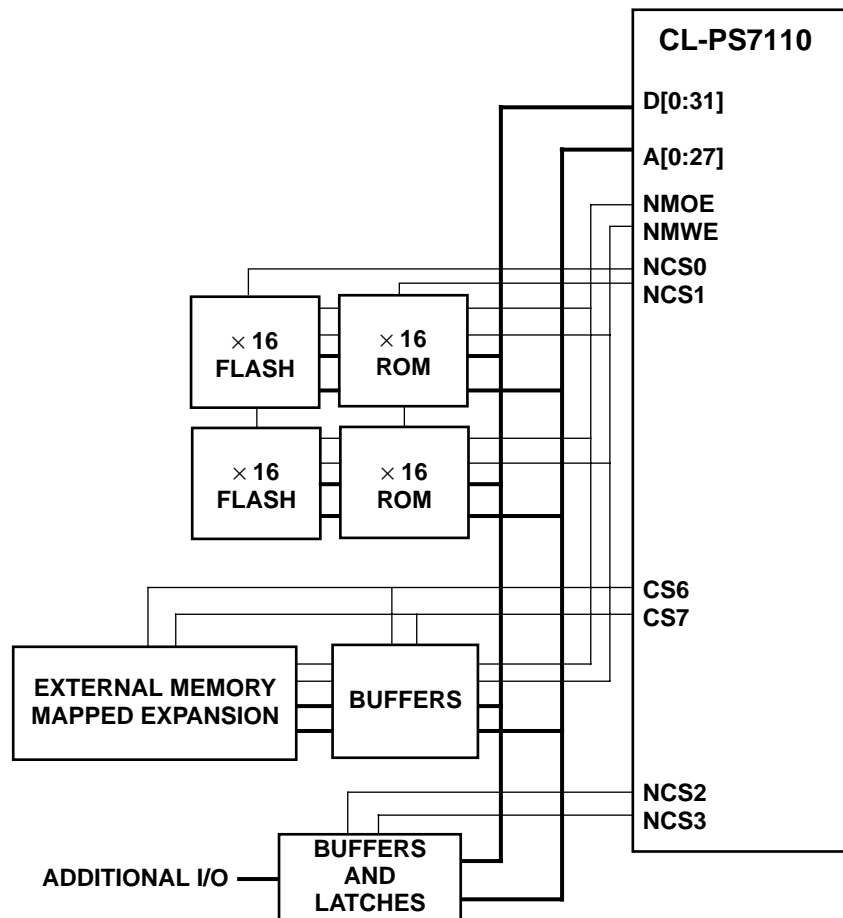 CL-PS7110
D[0:31]
A[0:27]
NMOE
NMWE
NCS0
NCS1
× 16
FLASH
× 16
ROM
× 16
FLASH
× 16
ROM
CS6
CS7
EXTERNAL MEMORY
MAPPED EXPANSION
BUFFERS
NCS2
NCS3
BUFFERS
AND
LATCHES
ADDITIONAL I/O